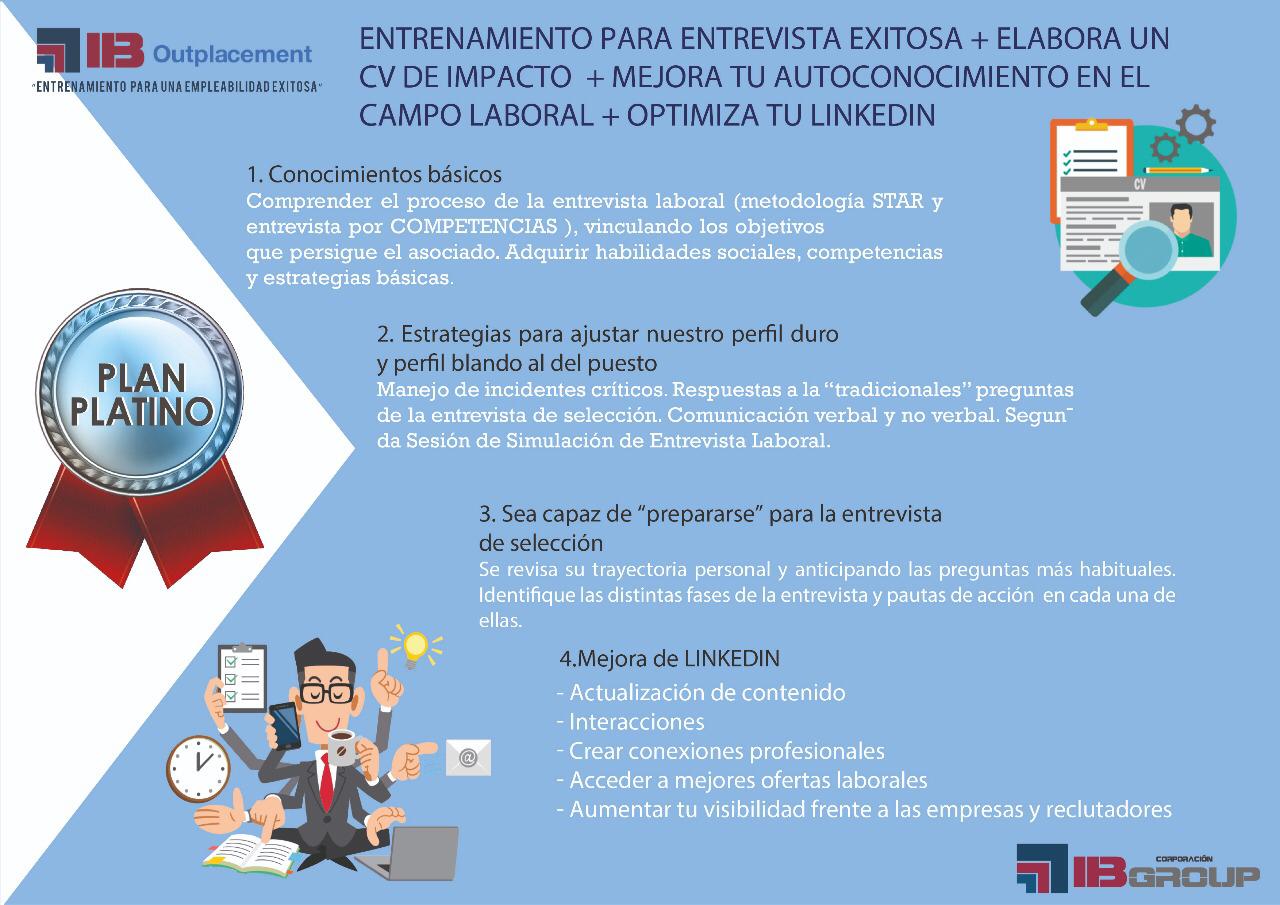 IB Outplacement
"ENTRENAMIENTO PARA UNA EMPLEABILIDAD EXITOSA"
ENTRENAMIENTO PARA ENTREVISTA EXITOSA + ELABORA UN
CV DE IMPACTO + MEJORA TU AUTOCONOCIMIENTO EN EL
CAMPO LABORAL + OPTIMIZA TU LINKEDIN
CV
1. Conocimientos básicos
Comprender el proceso de la entrevista laboral (metodología STAR y
entrevista por COMPETENCIAS ), vinculando los objetivos
que persigue el asociado. Adquirir habilidades sociales, competencias
y estrategias básicas.
PLAN
PLATINO
2. Estrategias para ajustar nuestro perfil duro
y perfil blando al del puesto
Manejo de incidentes críticos. Respuestas a la “tradicionales” preguntas
de la entrevista de selección. Comunicación verbal y no verbal. Segun-
da Sesión de Simulación de Entrevista Laboral.
3. Sea capaz de “prepararse” para la entrevista
de selección
Se revisa su trayectoria personal y anticipando las preguntas más habituales.
Identifique las distintas fases de la entrevista y pautas de acción en cada una de
ellas.
4.Mejora de LINKEDIN
- Actualización de contenido
- Interacciones
- Crear conexiones profesionales
- Acceder a mejores ofertas laborales
- Aumentar tu visibilidad frente a las empresas y reclutadores
@
CORPORACIÓN
IBGROUP